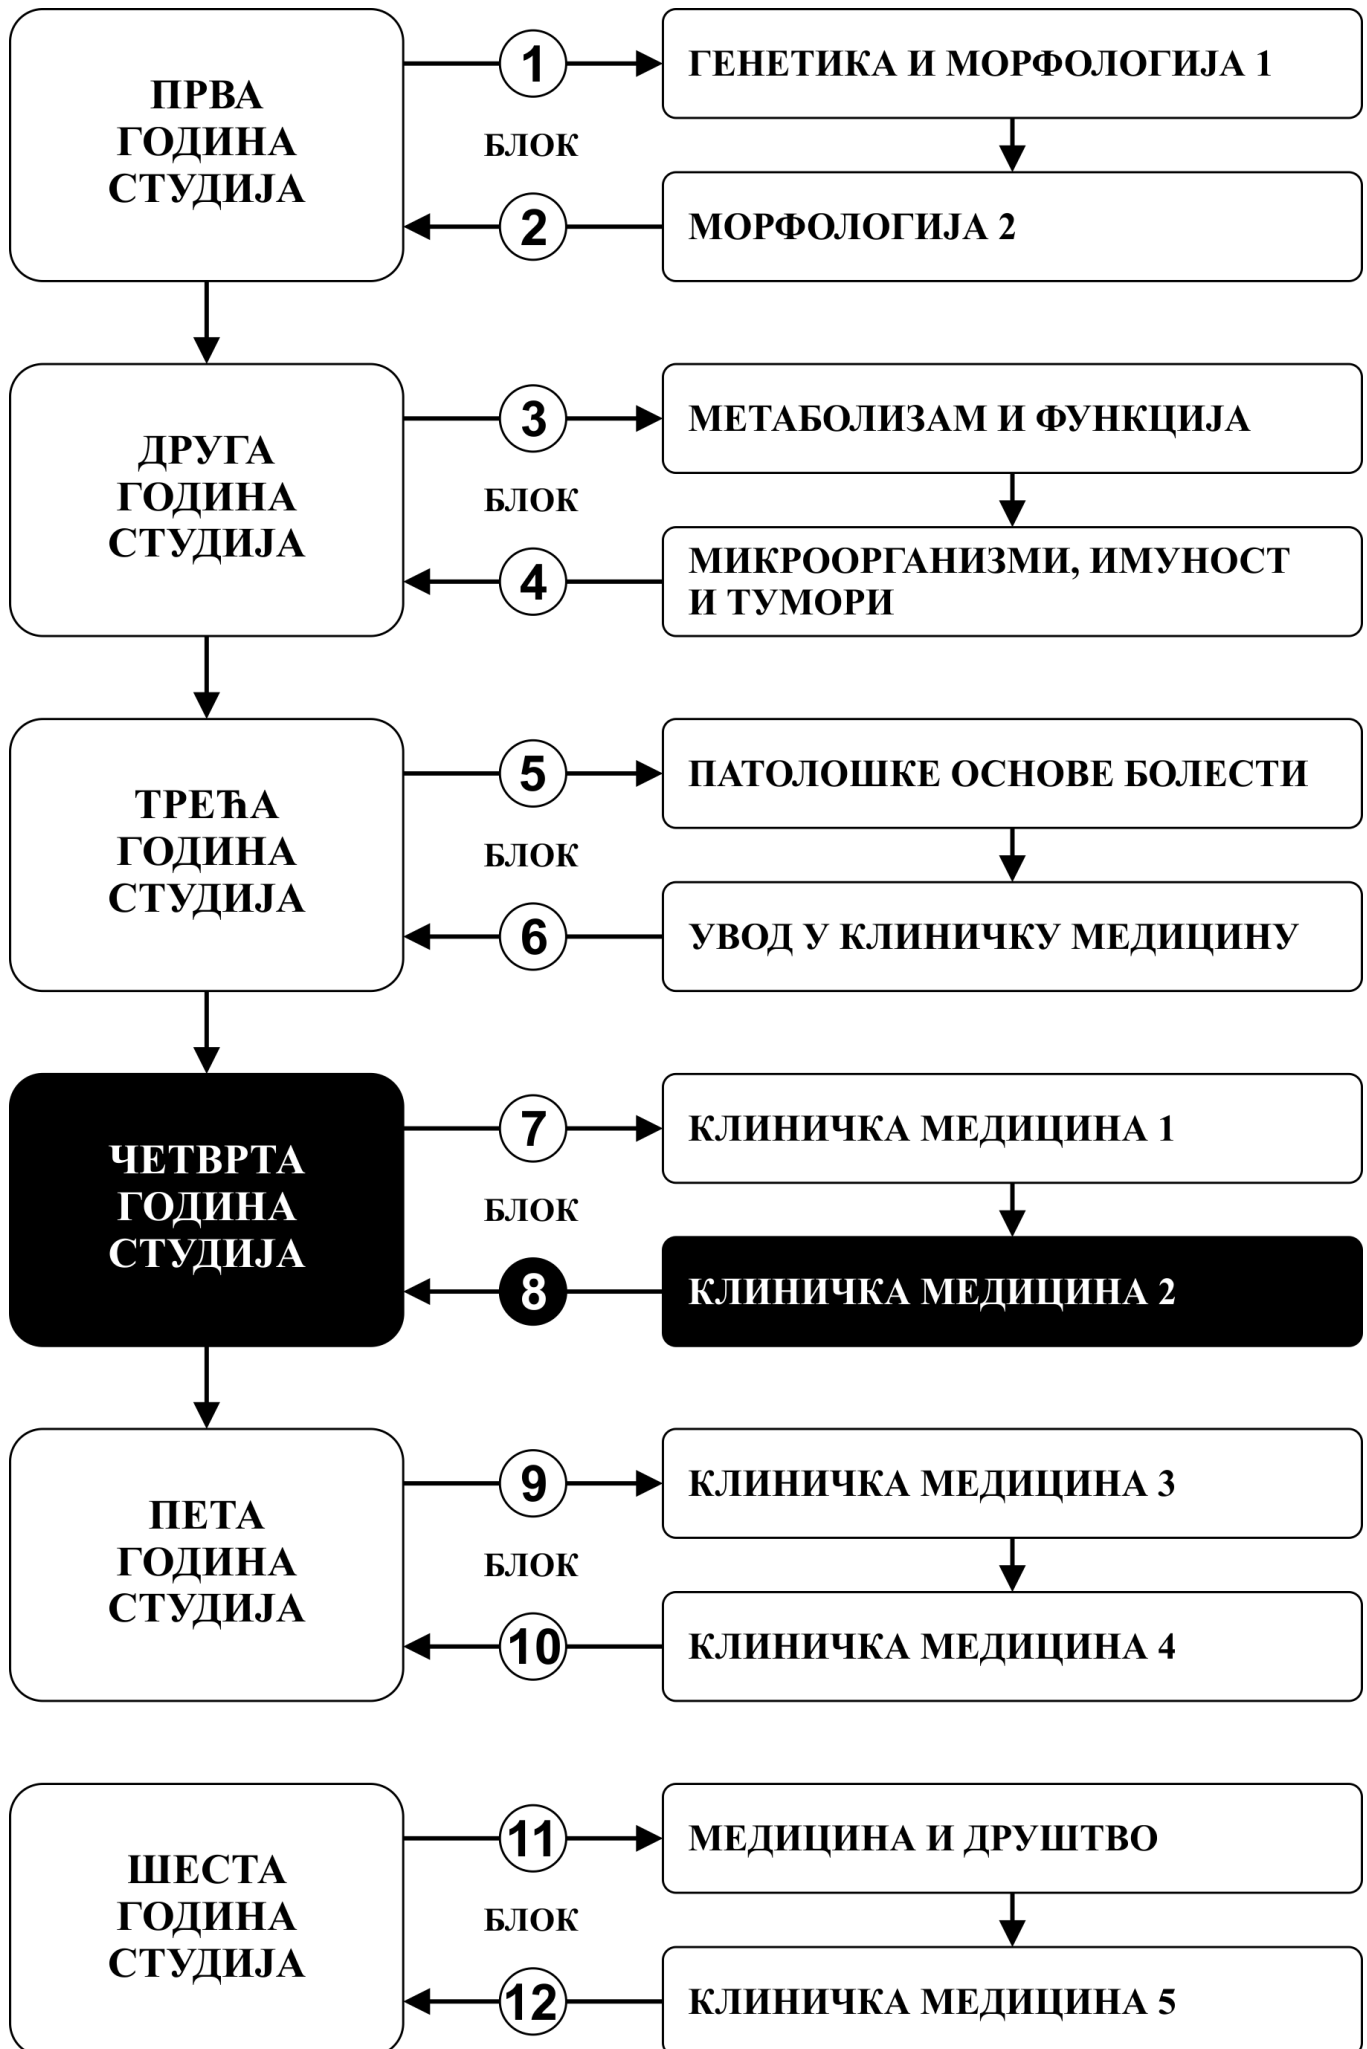 ПРВА
ГОДИНА
СТУДИЈА
1
БЛОК
2
ГЕНЕТИКА И МОРФОЛОГИЈА 1
МОРФОЛОГИЈА 2
ДРУГА
ГОДИНА
СТУДИЈА
3
БЛОК
4
МЕТАБОЛИЗАМ И ФУНКЦИЈА
МИКРООРГАНИЗМИ, ИМУНОСТ
И ТУМОРИ
ТРЕЋА
ГОДИНА
СТУДИЈА
5
БЛОК
6
ПАТОЛОШКЕ ОСНОВЕ БОЛЕСТИ
УВОД У КЛИНИЧКУ МЕДИЦИНУ
ЧЕТВРТА
ГОДИНА
СТУДИЈА
7
БЛОК
8
КЛИНИЧКА МЕДИЦИНА 1
КЛИНИЧКА МЕДИЦИНА 2
ПЕТА
ГОДИНА
СТУДИЈА
9
БЛОК
10
КЛИНИЧКА МЕДИЦИНА 3
КЛИНИЧКА МЕДИЦИНА 4
ШЕСТА
ГОДИНА
СТУДИЈА
11
БЛОК
12
МЕДИЦИНА И ДРУШТВО
КЛИНИЧКА МЕДИЦИНА 5